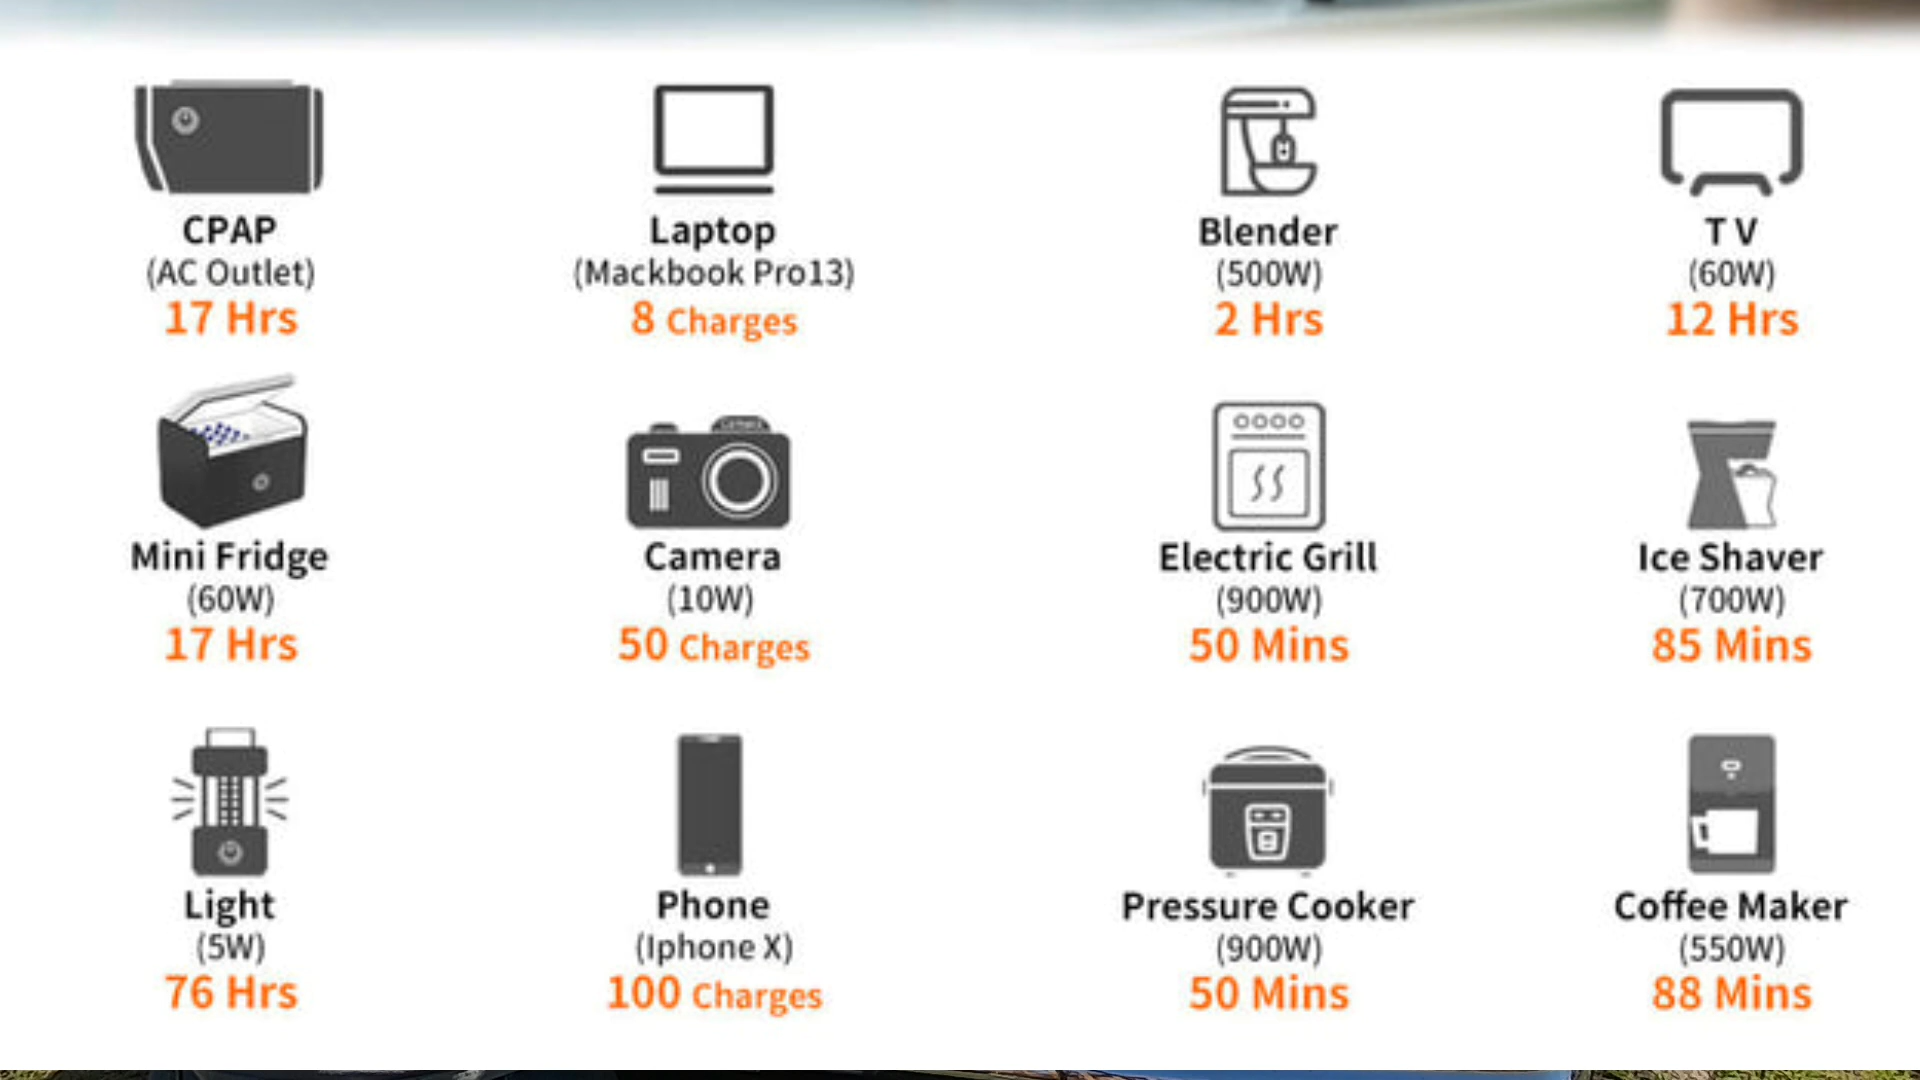 CPAP
(AC Outlet)
17 Hrs
Laptop
(Mackbook Pro13)
8 Charges
Blender
(500W)
2 Hrs
T V
(60W)
12 Hrs
Mini Fridge
(60W)
17 Hrs
Camera
(10W)
50 Charges
Electric Grill
(900W)
50 Mins
Ice Shaver
(700W)
85 Mins
Light
(5W)
76 Hrs
Phone
(Iphone X)
100 Charges
Pressure Cooker
(900W)
50 Mins
Coffee Maker
(550W)
88 Mins